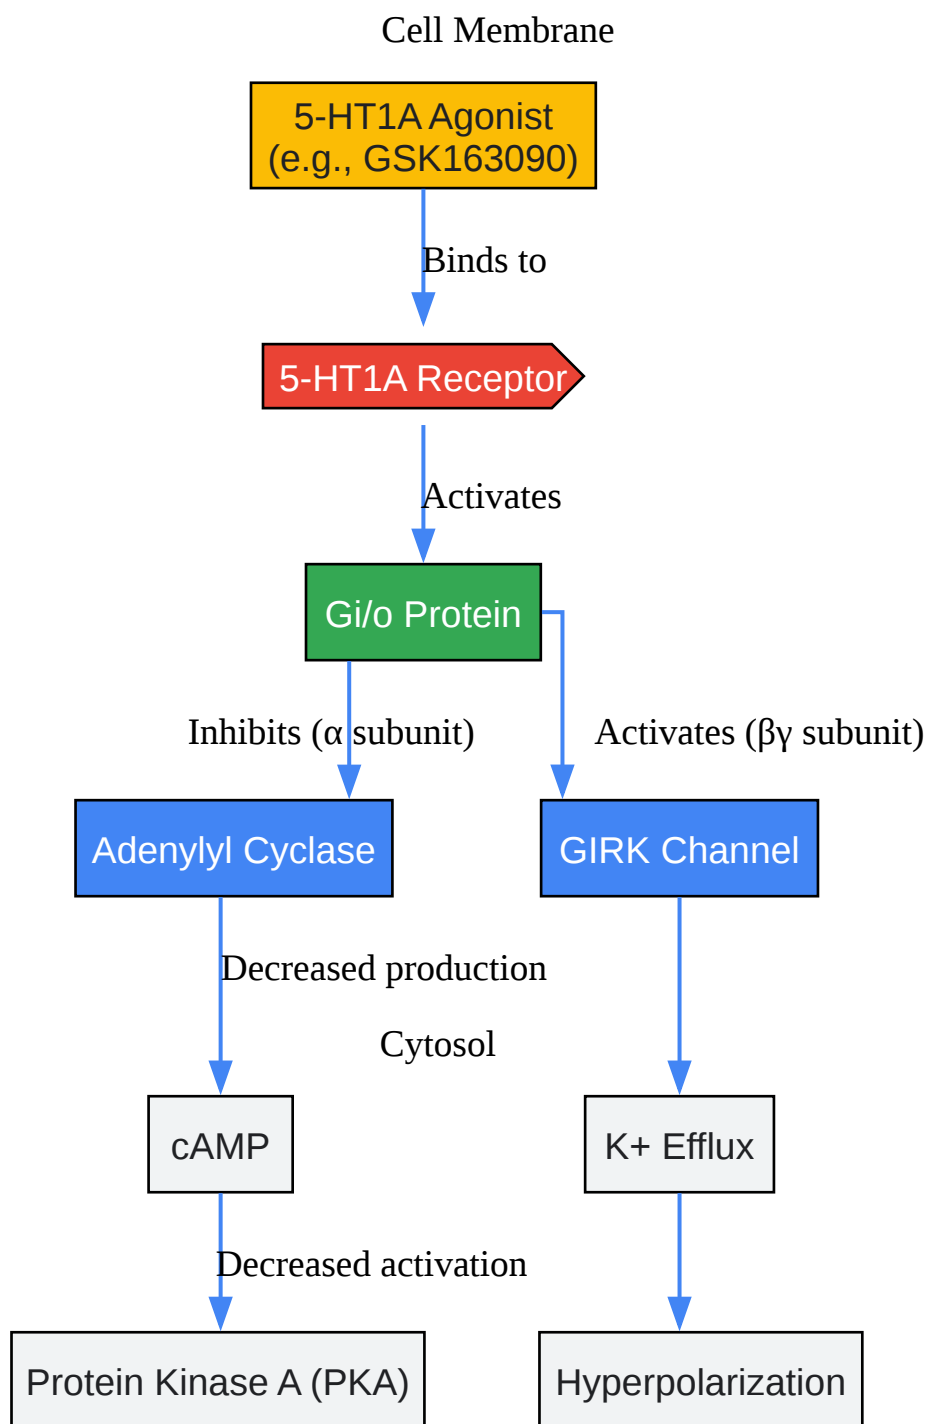 Cell Membrane
5-HT1A Agonist
(e.g., GSK163090)
Binds to
5-HT1A Receptor
Activates
Gi/o Protein
Inhibits (α subunit)
Activates (βγ subunit)
Adenylyl Cyclase
GIRK Channel
Decreased production
Cytosol
cAMP
K+ Efflux
Decreased activation
Protein Kinase A (PKA)
Hyperpolarization